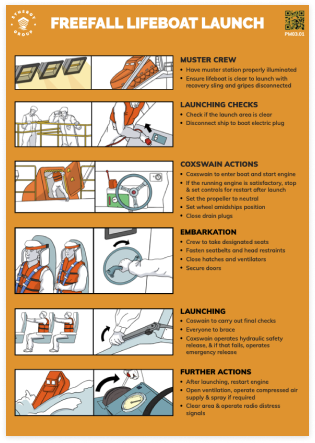 SYNERGY GROUP
FREEFALL LIFEBOAT LAUNCH
MUSTER CREW
• Have muster station properly illuminated
• Ensure lifeboat is clear to launch with
recovery sling and gripes disconnected
LAUNCHING CHECKS
• Check if the launch area is clear
• Disconnect ship to boat electric plug
COXSWAIN ACTIONS
• Coxswain to enter boat and start engine
• If the running engine is satisfactory, stop
& set controls for restart after launch
• Set the propeller to neutral
• Set wheel amidships position
• Close drain plugs
EMBARKATION
• Crew to take designated seats
• Fasten seatbelts and head restraints
• Close hatches and ventilators
• Secure doors
LAUNCHING
• Coswain to carry out final checks
• Everyone to brace
• Coxswain operates hydraulic safety
release, & if that fails, operates
emergency release
FURTHER ACTIONS
• After launching, restart engine
• Open ventilation, operate compressed air
supply & spray if required
• Clear area & operate radio distress
signals